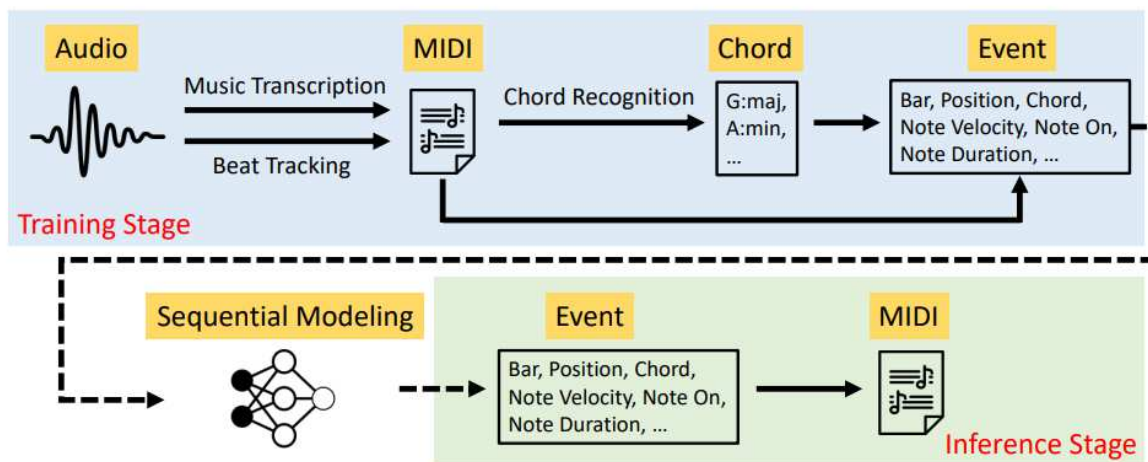 Audio
MIDI
Chord
Event
Music Transcription
Beat Tracking
Chord Recognition
G:maj,
A:min,
...
Bar, Position, Chord,
Note Velocity, Note On,
Note Duration, ...
Training Stage
Sequential Modeling
Event
MIDI
Bar, Position, Chord,
Note Velocity, Note On,
Note Duration, ...
Inference Stage